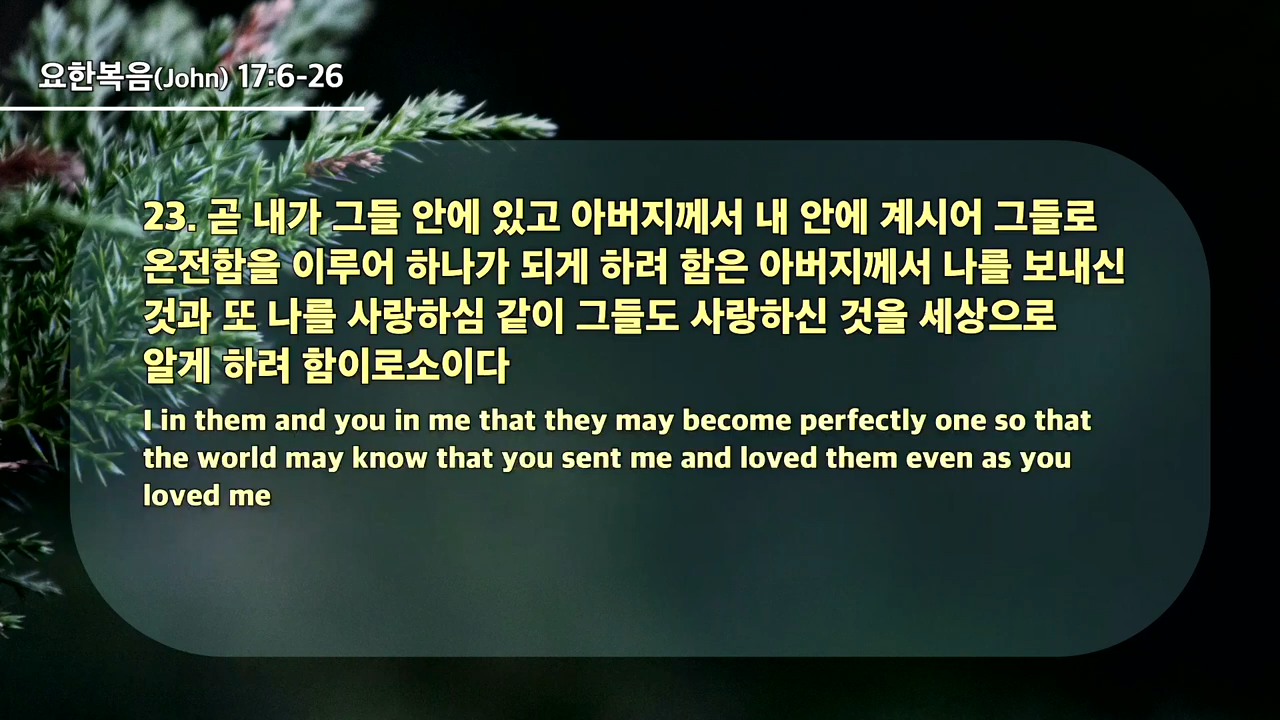 요한복음(John) 17:6-26
23. 곧 내가 그들 안에 있고 아버지께서 내 안에 계시어 그들로
온전함을 이루어 하나가 되게 하려 함은 아버지께서 나를 보내신
것과 또 나를 사랑하심 같이 그들도 사랑하신 것을 세상으로
알게 하려 함이로소이다
I in them and you in me that they may become perfectly one so that
the world may know that you sent me and loved them even as you
loved me